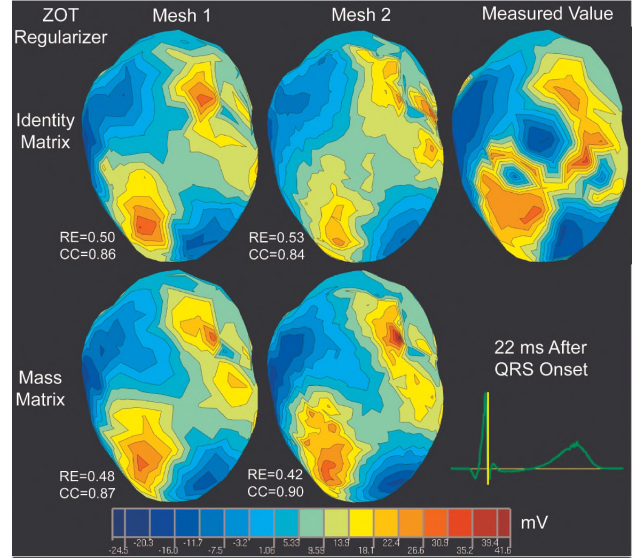 ZOT
Regularizer
Mesh 1
Mesh 2
Measured Value
Identity
Matrix
RE=0.50
CC=0.86
RE=0.53
CC=0.84
Mass
Matrix
RE=0.48
CC=0.87
RE=0.42
CC=0.90
22 ms After
QRS Onset
mV
-20.3 -11.7 -3.2 5.33 13.9 22.4 30.9 39.4
-24.5 -16.0 -7.5 1.06 9.59 18.1 26.6 35.2 41.6